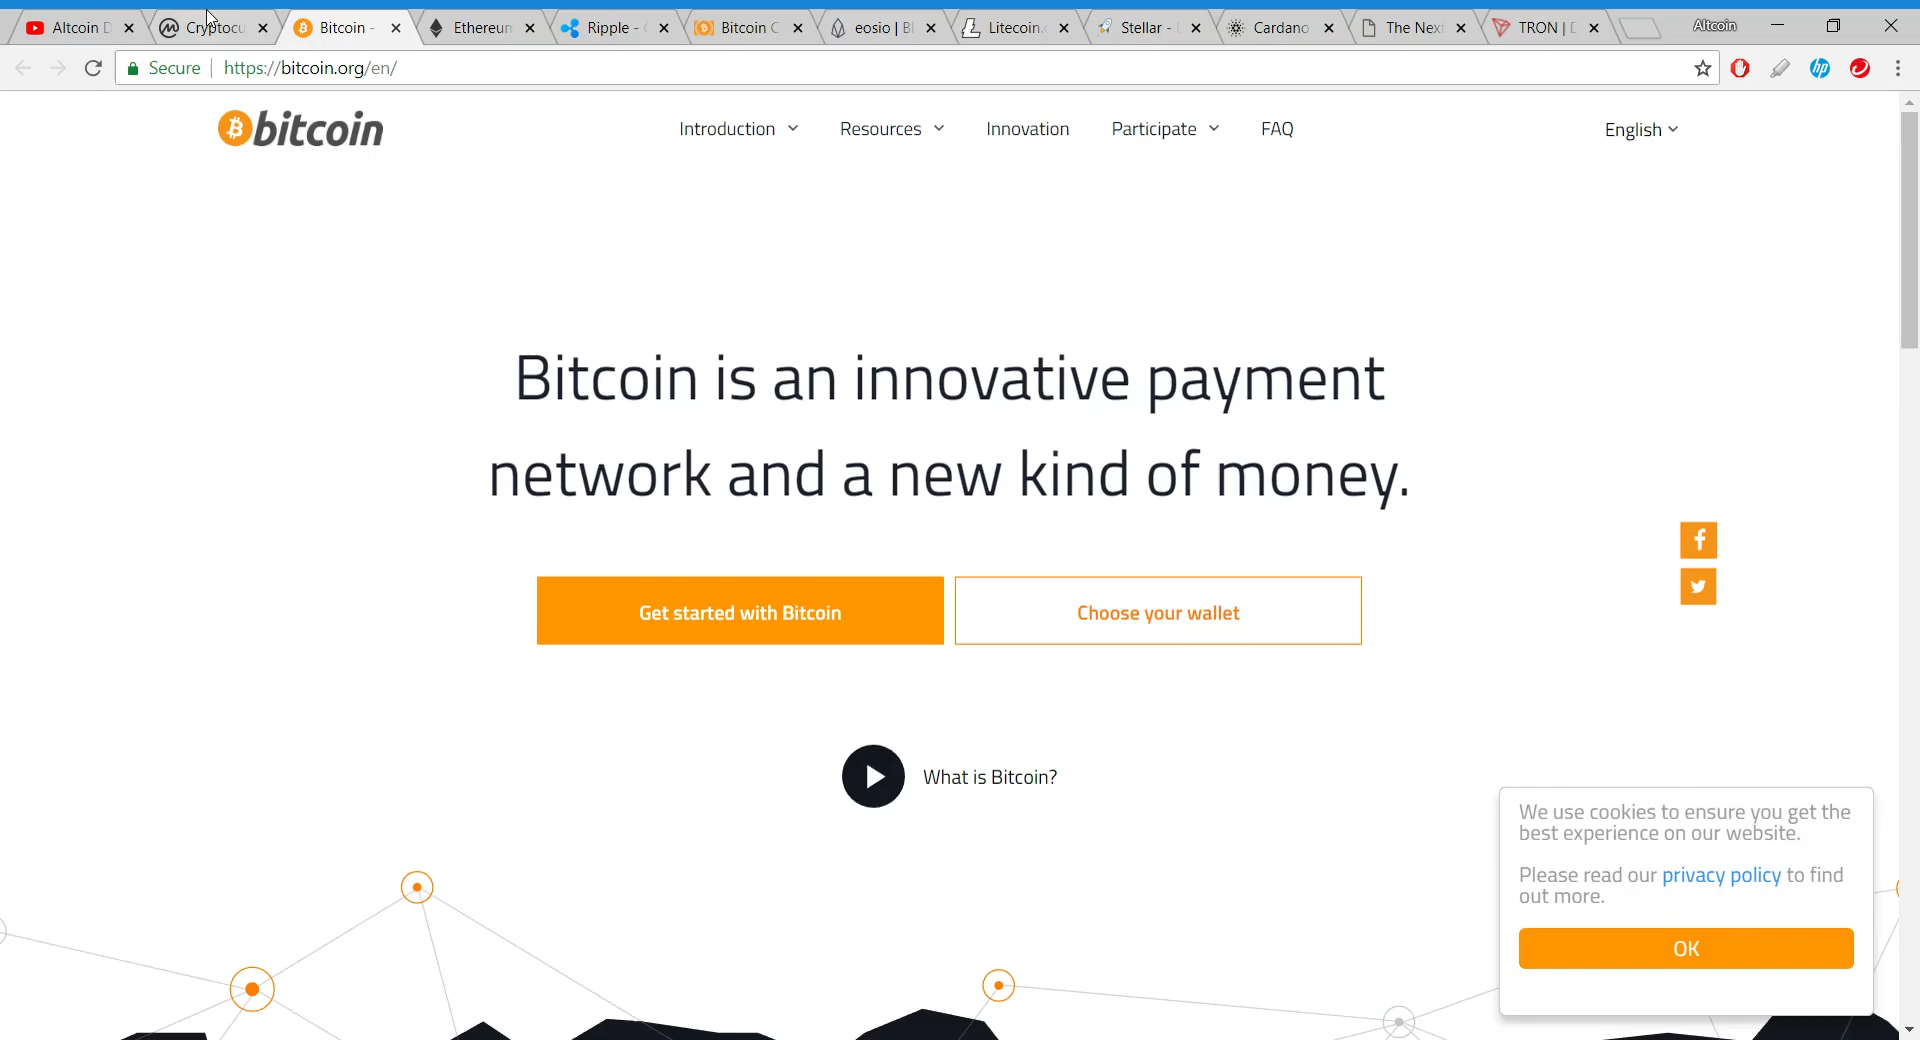 Altcoin D
Cryptocu
Bitcoin -
Ethereum
Ripple -
Bitcoin C
eosio | Bl
Litecoin.
Stellar -
Cardano
The Next
TRON | D
Altcoin
Secure
https://bitcoin.org/en/
hp
bitcoin
Introduction
Resources
Innovation
Participate
FAQ
English
Bitcoin is an innovative payment
network and a new kind of money.
Get started with Bitcoin
Choose your wallet
What is Bitcoin?
We use cookies to ensure you get the
best experience on our website.
Please read our privacy policy to find
out more.
OK